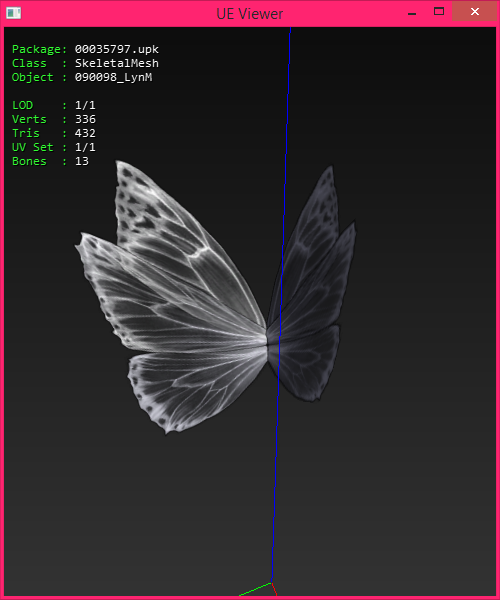 UE Viewer
Package: 00035797.upk
Class : SkeletalMesh
Object : 090098_LynM
LOD : 1/1
Verts : 336
Tris : 432
UV Set : 1/1
Bones : 13